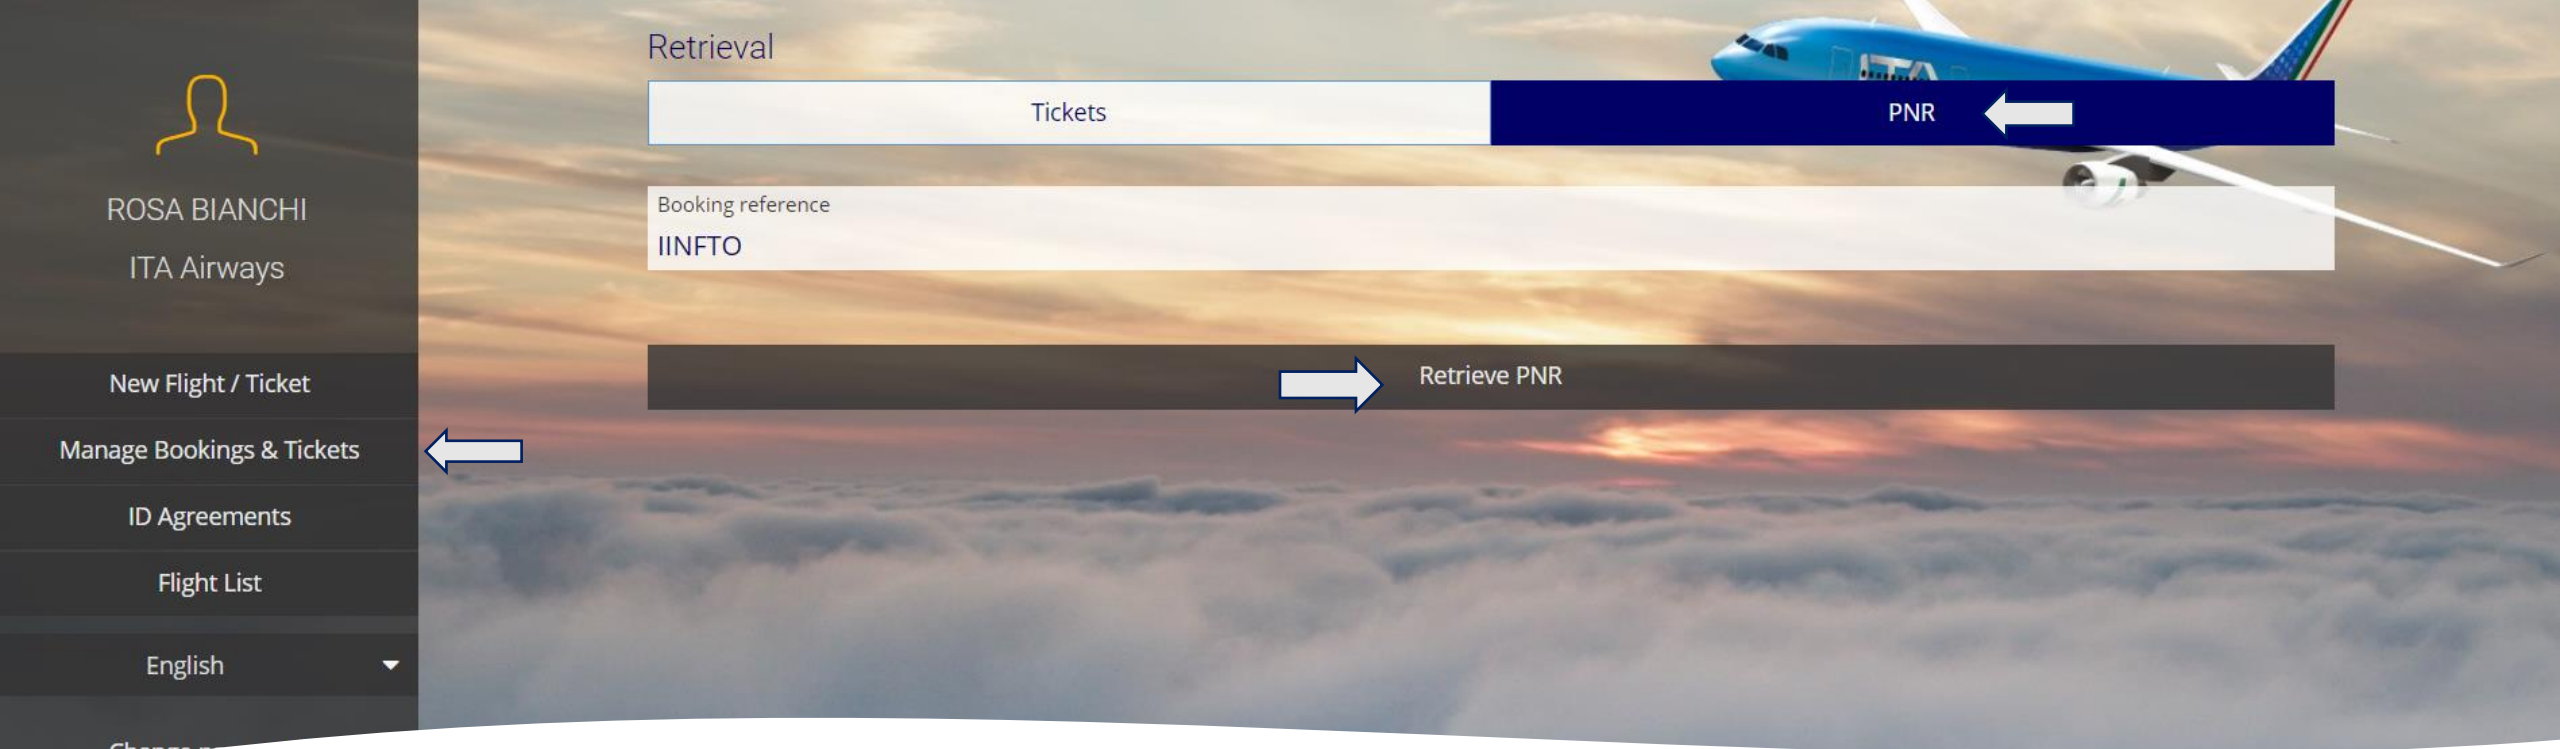 ROSA BIANCHI
ITA Airways
New Flight / Ticket
Manage Bookings & Tickets
ID Agreements
Flight List
English
Retrieval
Tickets
PNR
ITA
Booking reference
IINFTO
Retrieve PNR